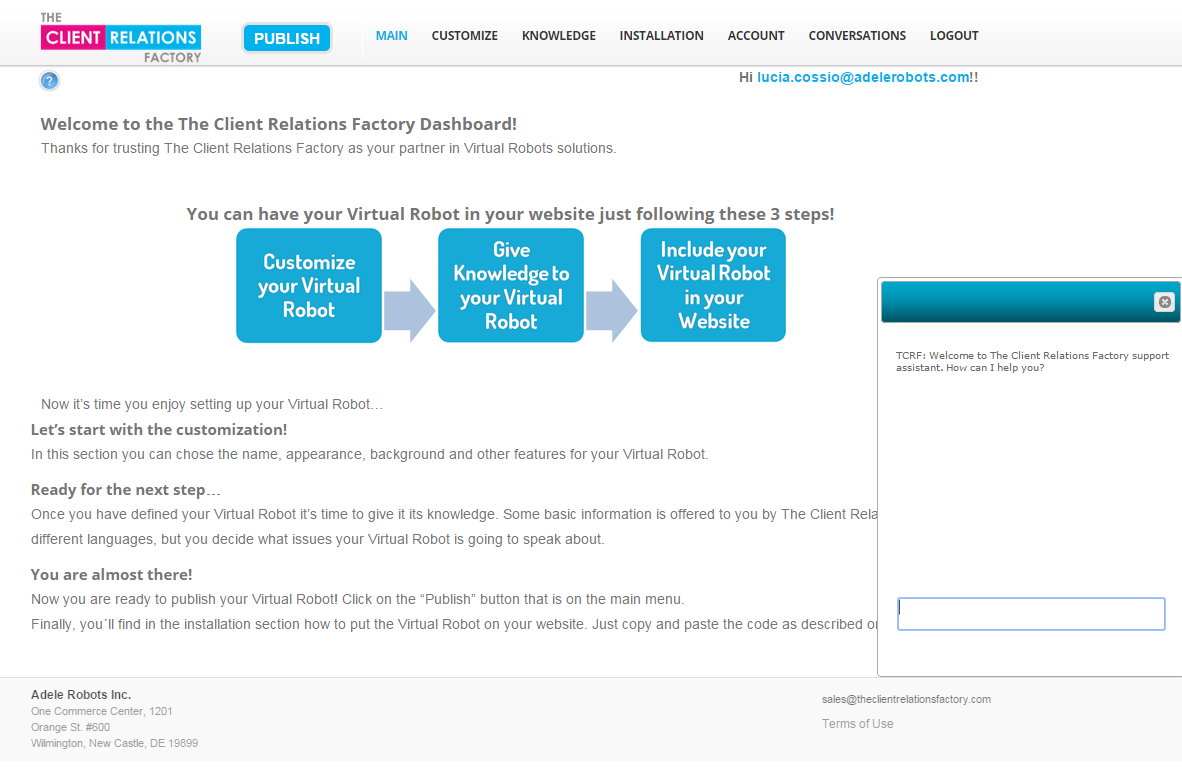 THE
CLIENT RELATIONS
FACTORY
PUBLISH
MAIN CUSTOMIZE KNOWLEDGE INSTALLATION ACCOUNT CONVERSATIONS LOGOUT
?
Hi lucia.cossio@adelerobots.com!!
Welcome to the The Client Relations Factory Dashboard!
Thanks for trusting The Client Relations Factory as your partner in Virtual Robots solutions.
You can have your Virtual Robot in your website just following these 3 steps!
Customize
your Virtual
Robot
Give
Knowledge to
your Virtual
Robot
Include your
Virtual Robot
in your
Website
TCRF: Welcome to The Client Relations Factory support
assistant. How can I help you?
Now it’s time you enjoy setting up your Virtual Robot…
Let’s start with the customization!
In this section you can chose the name, appearance, background and other features for your Virtual Robot.
Ready for the next step…
Once you have defined your Virtual Robot it’s time to give it its knowledge. Some basic information is offered to you by The Client Rela
different languages, but you decide what issues your Virtual Robot is going to speak about.
You are almost there!
Now you are ready to publish your Virtual Robot! Click on the “Publish” button that is on the main menu.
Finally, you´ll find in the installation section how to put the Virtual Robot on your website. Just copy and paste the code as described
Adele Robots Inc.
One Commerce Center, 1201
Orange St. #600
Wilmington, New Castle, DE 19899
sales@theclientrelationsfactory.com
Terms of Use